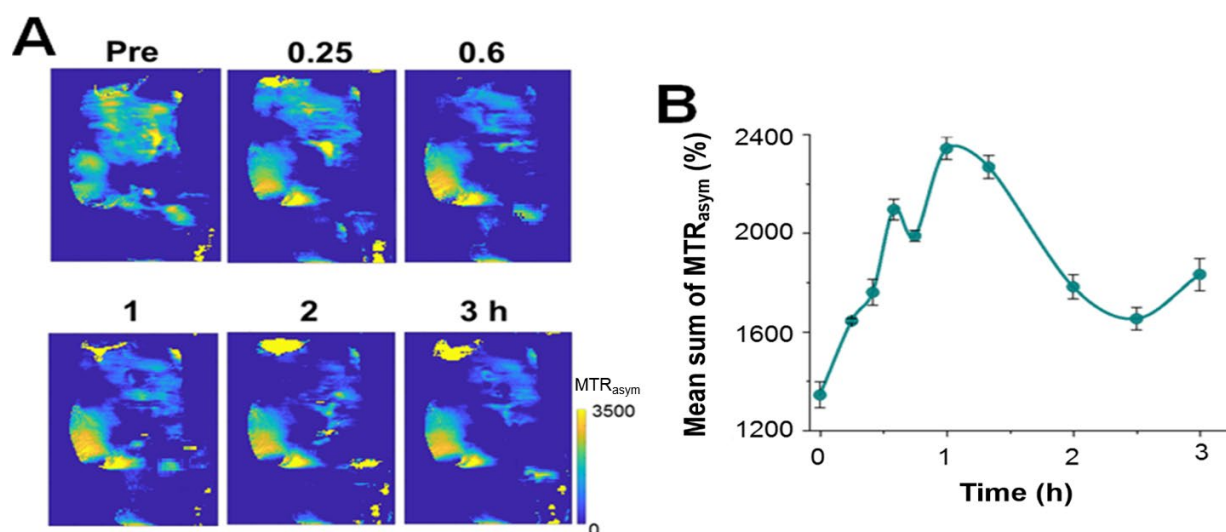 A
Pre 0.25 0.6
1 2 3 h
MTRasym
3500
0
B
Mean sum of MTRasym (%)
2400
2000
1600
1200
0 1 2 3
Time (h)